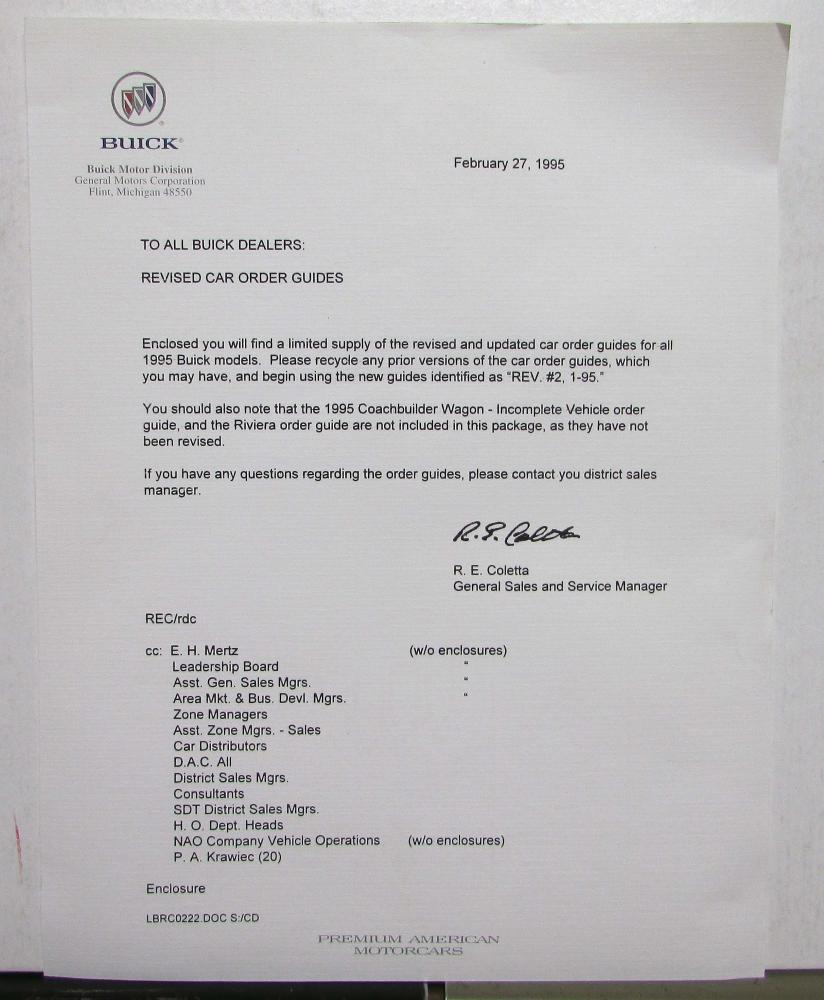 BUICK®
Buick Motor Division
General Motors Corporation
Flint, Michigan 48550
February 27, 1995
TO ALL BUICK DEALERS:
REVISED CAR ORDER GUIDES
Enclosed you will find a limited supply of the revised and updated car order guides for all
1995 Buick models. Please recycle any prior versions of the car order guides, which
you may have, and begin using the new guides identified as "REV. #2, 1-95."
You should also note that the 1995 Coachbuilder Wagon - Incomplete Vehicle order
guide, and the Riviera order guide are not included in this package, as they have not
been revised.
If you have any questions regarding the order guides, please contact you district sales
manager.
R. E. Coletta
R. E. Coletta
General Sales and Service Manager
REC/rdc
cc: E. H. Mertz (w/o enclosures)
Leadership Board "
Asst. Gen. Sales Mgrs. "
Area Mkt. & Bus. Devl. Mgrs. "
Zone Managers
Asst. Zone Mgrs. - Sales
Car Distributors
D.A.C. All
District Sales Mgrs.
Consultants
SDT District Sales Mgrs.
H. O. Dept. Heads
NAO Company Vehicle Operations (w/o enclosures)
P. A. Krawiec (20)
Enclosure
LBRC0222.DOC S:/CD
PREMIUM AMERICAN
MOTORCARS